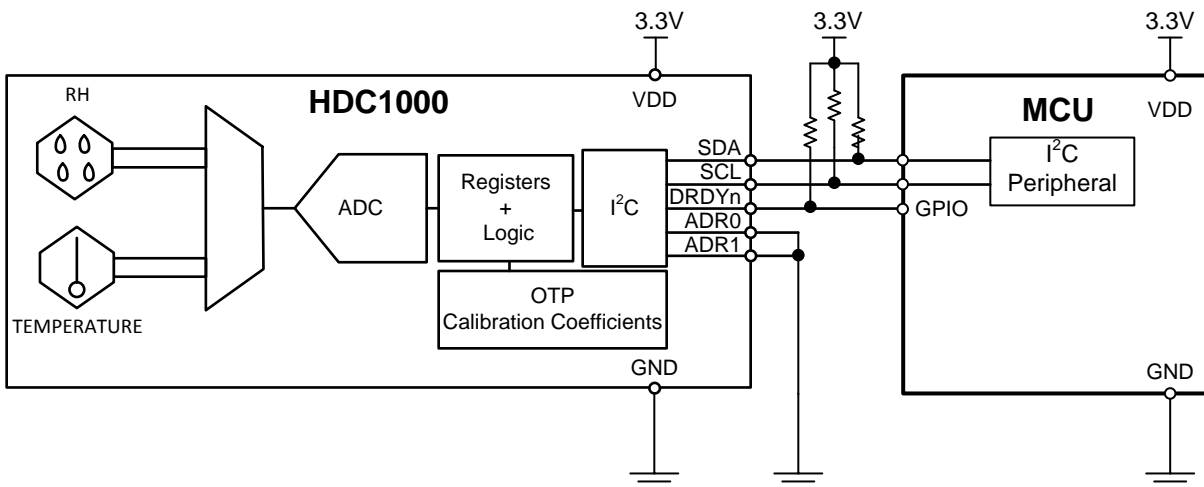 3.3V
3.3V
3.3V
RH
HDC1000
VDD
MCU
VDD
SDA
SCL
DRDYn
ADR0
ADR1
I²C
Peripheral
GPIO
ADC
Registers
+
Logic
I²C
OTP
Calibration Coefficients
TEMPERATURE
GND
GND